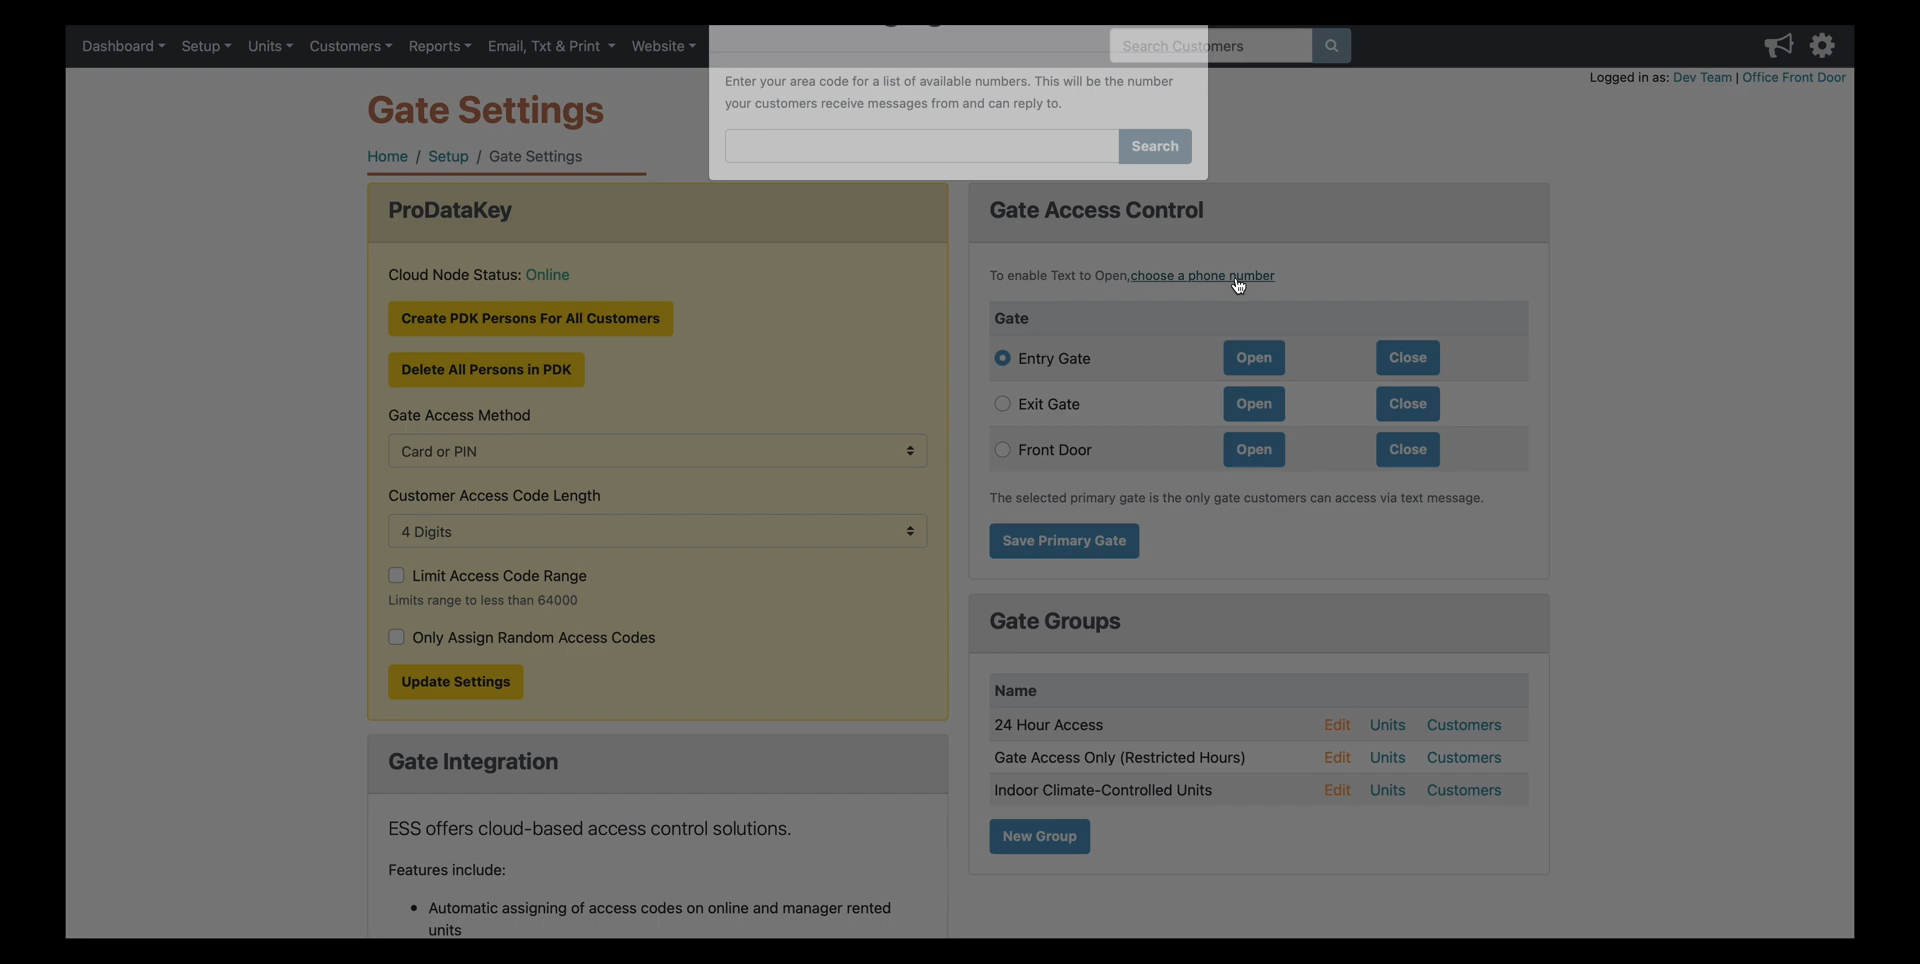 Dashboard Setup Units Customers Reports Email, Txt & Print Website
Search Customers
Logged in as: Dev Team | Office Front Door
Enter your area code for a list of available numbers. This will be the number
your customers receive messages from and can reply to.
Search
Gate Settings
Home / Setup / Gate Settings
ProDataKey
Cloud Node Status: Online
Create PDK Persons For All Customers
Delete All Persons in PDK
Gate Access Method
Card or PIN
Customer Access Code Length
4 Digits
Limit Access Code Range
Limits range to less than 64000
Only Assign Random Access Codes
Update Settings
Gate Integration
ESS offers cloud-based access control solutions.
Features include:
• Automatic assigning of access codes on online and manager rented
units
Gate Access Control
To enable Text to Open,choose a phone number
Gate
Entry Gate Open Close
Exit Gate Open Close
Front Door Open Close
The selected primary gate is the only gate customers can access via text message.
Save Primary Gate
Gate Groups
Name
24 Hour Access Edit Units Customers
Gate Access Only (Restricted Hours) Edit Units Customers
Indoor Climate-Controlled Units Edit Units Customers
New Group